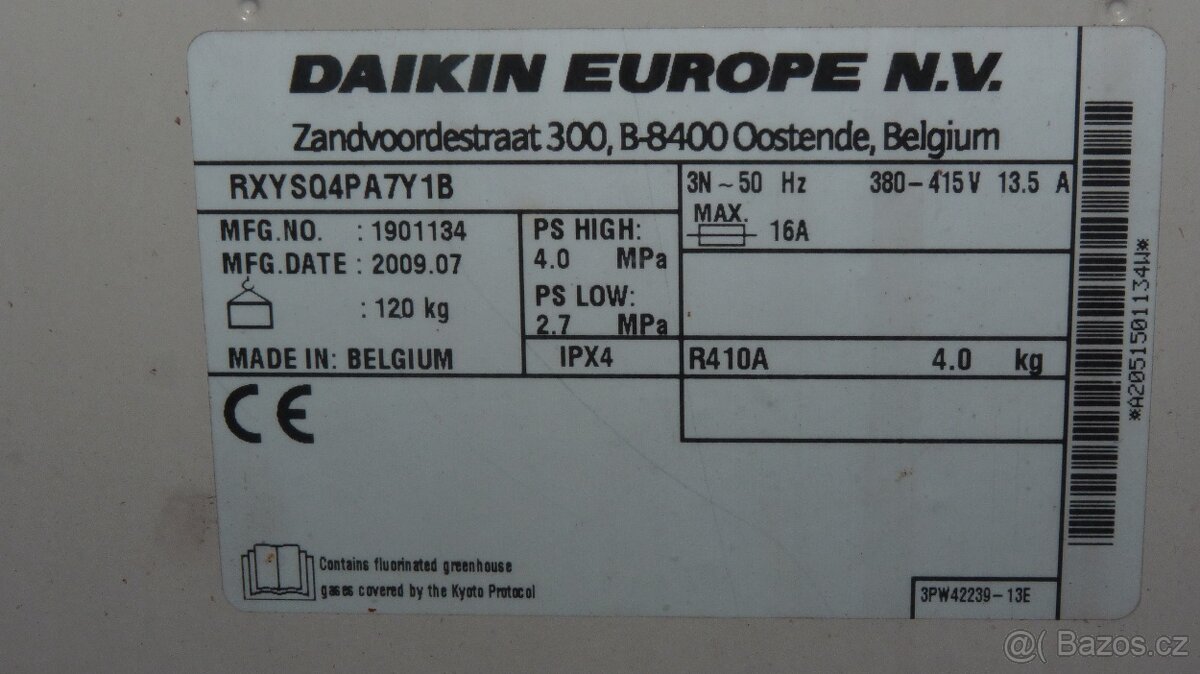 DAIKIN EUROPE N.V.
Zandvoordestraat 300, B-8400 Oostende, Belgium
RXYSQ4PA7Y1B
3N~50 Hz 380-415V 13.5 A
MAX. 16A
MFG.NO. : 1901134
MFG.DATE : 2009.07
: 120 kg
MADE IN: BELGIUM
PS HIGH:
4.0 MPa
PS LOW:
2.7 MPa
IPX4
R410A 4.0 kg
CE
Contains fluorinated greenhouse
gases covered by the Kyoto Protocol
3PW42239-13E
*A2051501134W*
@ Bazos.cz